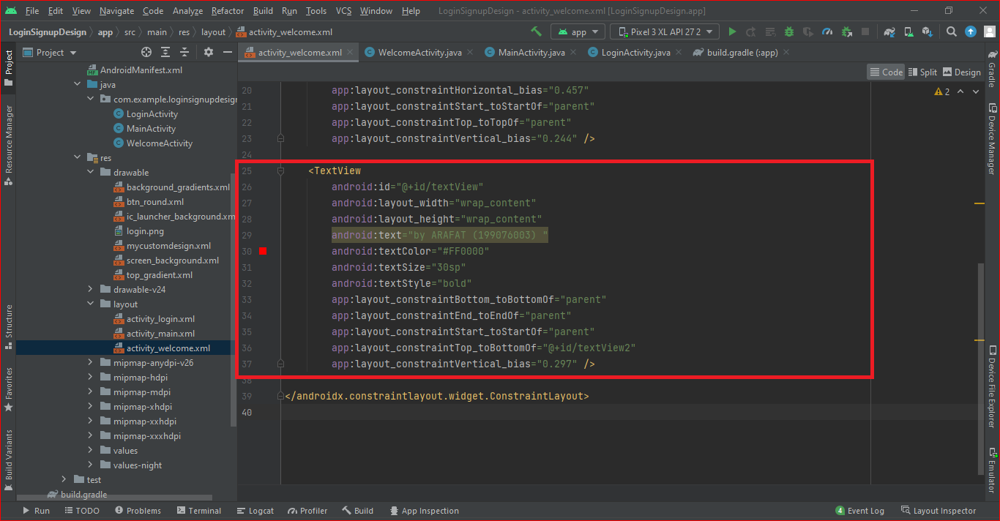 File Edit View Navigate Code Analyze Refactor Build Run Tools VCS Window Help LoginSignupDesign - activity_welcome.xml [LoginSignupDesign.app]
LoginSignupDesign app src main res layout activity_welcome.xml app Pixel 3 XL API 27 2
Project
activity_welcome.xml WelcomeActivity.java MainActivity.java LoginActivity.java build.gradle (:app)
Code Split Design
2
Project
Resource Manager
Structure
Favorites
Build Variants
AndroidManifest.xml
java
com.example.loginsignupdesign
LoginActivity
MainActivity
WelcomeActivity
res
drawable
background_gradients.xml
btn_round.xml
ic_launcher_background.xm
login.png
mycustomdesign.xml
screen_background.xml
top_gradient.xml
drawable-v24
layout
activity_login.xml
activity_main.xml
activity_welcome.xml
mipmap-anydpi-v26
mipmap-hdpi
mipmap-mdpi
mipmap-xhdpi
mipmap-xxhdpi
mipmap-xxxhdpi
values
values-night
test
build.gradle
20 app:layout_constraintHorizontal_bias="0.457"
21 app:layout_constraintStart_toStartOf="parent"
22 app:layout_constraintTop_toTopOf="parent"
23 app:layout_constraintVertical_bias="0.244" />
24
25 <TextView
26 android:id="@+id/textView"
27 android:layout_width="wrap_content"
28 android:layout_height="wrap_content"
29 android:text="by ARAFAT (199076003) "
30 android:textColor="#FF0000"
31 android:textSize="30sp"
32 android:textStyle="bold"
33 app:layout_constraintBottom_toBottomOf="parent"
34 app:layout_constraintEnd_toEndOf="parent"
35 app:layout_constraintStart_toStartOf="parent"
36 app:layout_constraintTop_toBottomOf="@+id/textView2"
37 app:layout_constraintVertical_bias="0.297" />
38
39 </androidx.constraintlayout.widget.ConstraintLayout>
40
Gradle
Device Manager
Device File Explorer
Emulator
Run TODO Problems Terminal Logcat Profiler Build App Inspection 4 Event Log Layout Inspector